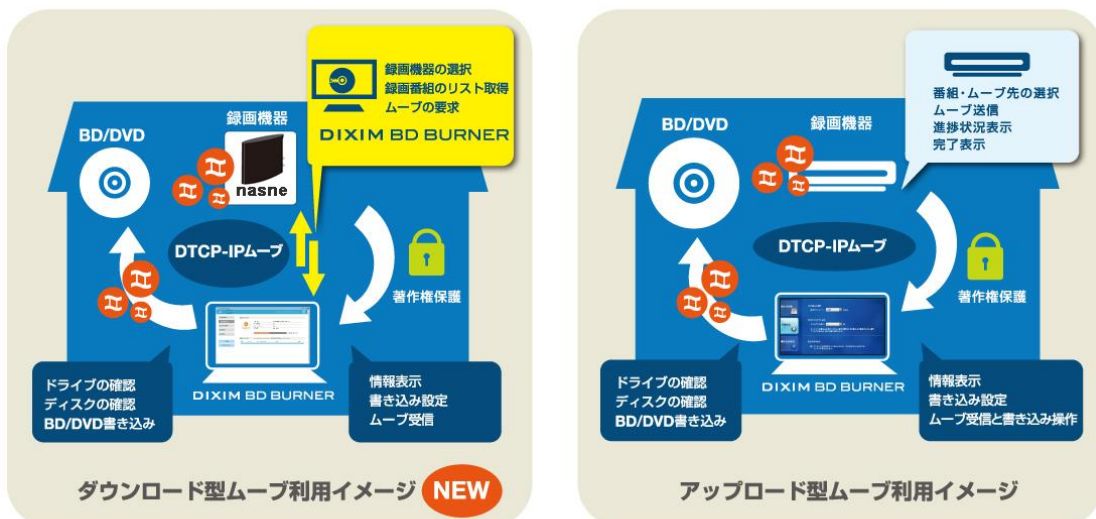 録画機器の選択
録画番組のリスト取得
ムーブの要求
DIXIM BD BURNER
BD/DVD
録画機器
nasne
DTCP-IPムーブ
著作権保護
DIXIM BD BURNER
ドライブの確認
ディスクの確認
BD/DVD書き込み
情報表示
書き込み設定
ムーブ受信
ダウンロード型ムーブ利用イメージ NEW
番組・ムーブ先の選択
ムーブ送信
進捗状況表示
完了表示
BD/DVD
録画機器
DTCP-IPムーブ
著作権保護
DIXIM BD BURNER
ドライブの確認
ディスクの確認
BD/DVD書き込み
情報表示
書き込み設定
ムーブ受信と書き込み操作
アップロード型ムーブ利用イメージ